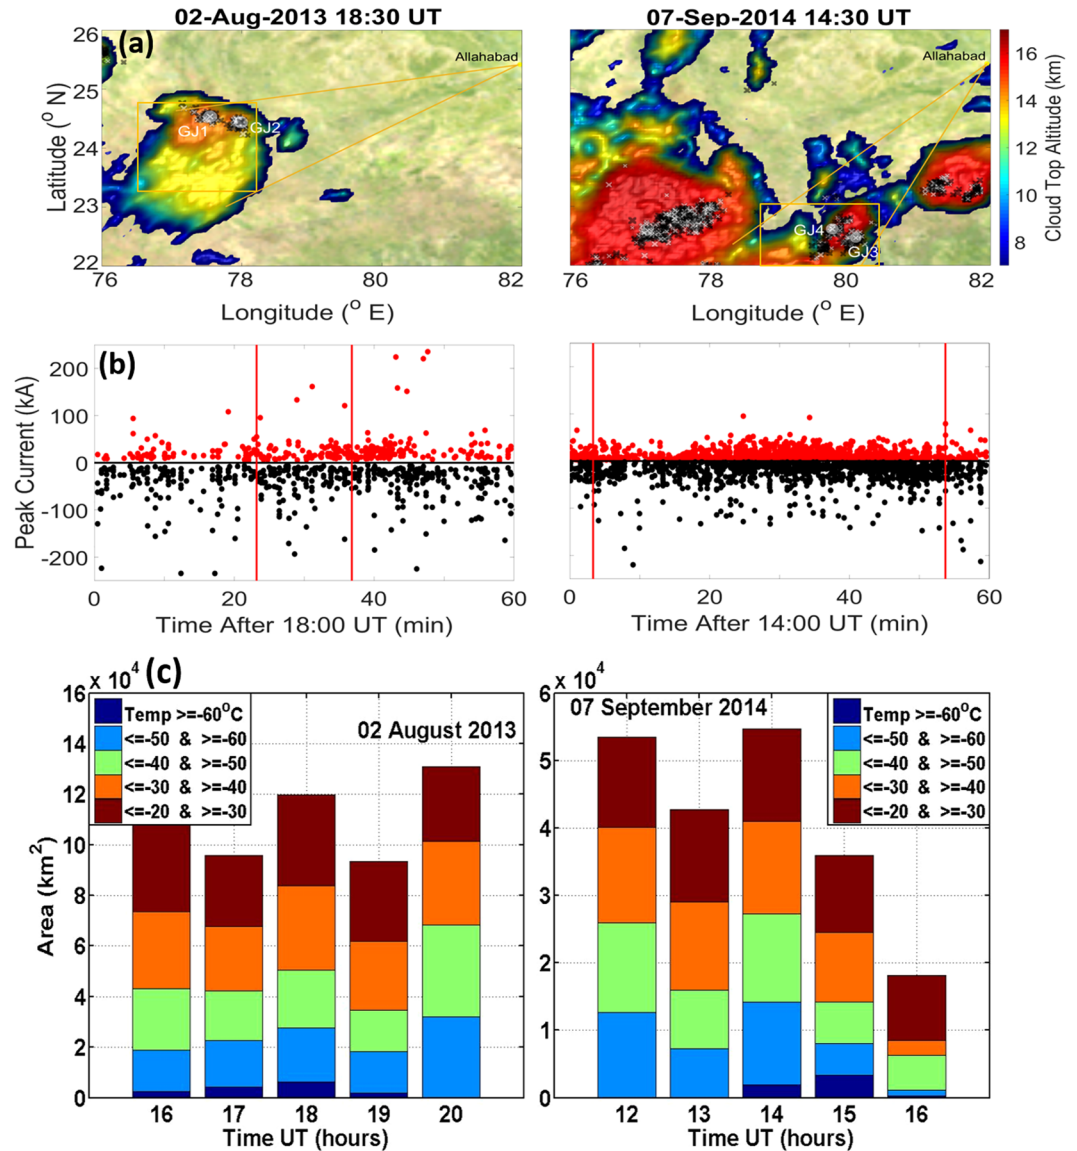 02-Aug-2013 18:30 UT
07-Sep-2014 14:30 UT
(a)
26
25
24
23
22
Latitude (° N)
Allahabad
GJ1
GJ2
76
78
80
82
Longitude (° E)
Allahabad
GJ4
GJ3
76
78
80
82
Longitude (° E)
16
14
12
10
8
Cloud Top Altitude (km)
(b)
200
100
0
-100
-200
Peak Current (kA)
0
20
40
60
Time After 18:00 UT (min)
0
20
40
60
Time After 14:00 UT (min)
x 10⁴
(c)
16
14
12
10
8
6
4
2
0
Area (km²)
Temp >=-60°C
<=-50 & >=-60
<=-40 & >=-50
<=-30 & >=-40
<=-20 & >=-30
02 August 2013
16
17
18
19
20
Time UT (hours)
x 10⁴
6
5
4
3
2
1
0
07 September 2014
Temp >=-60°C
<=-50 & >=-60
<=-40 & >=-50
<=-30 & >=-40
<=-20 & >=-30
12
13
14
15
16
Time UT (hours)